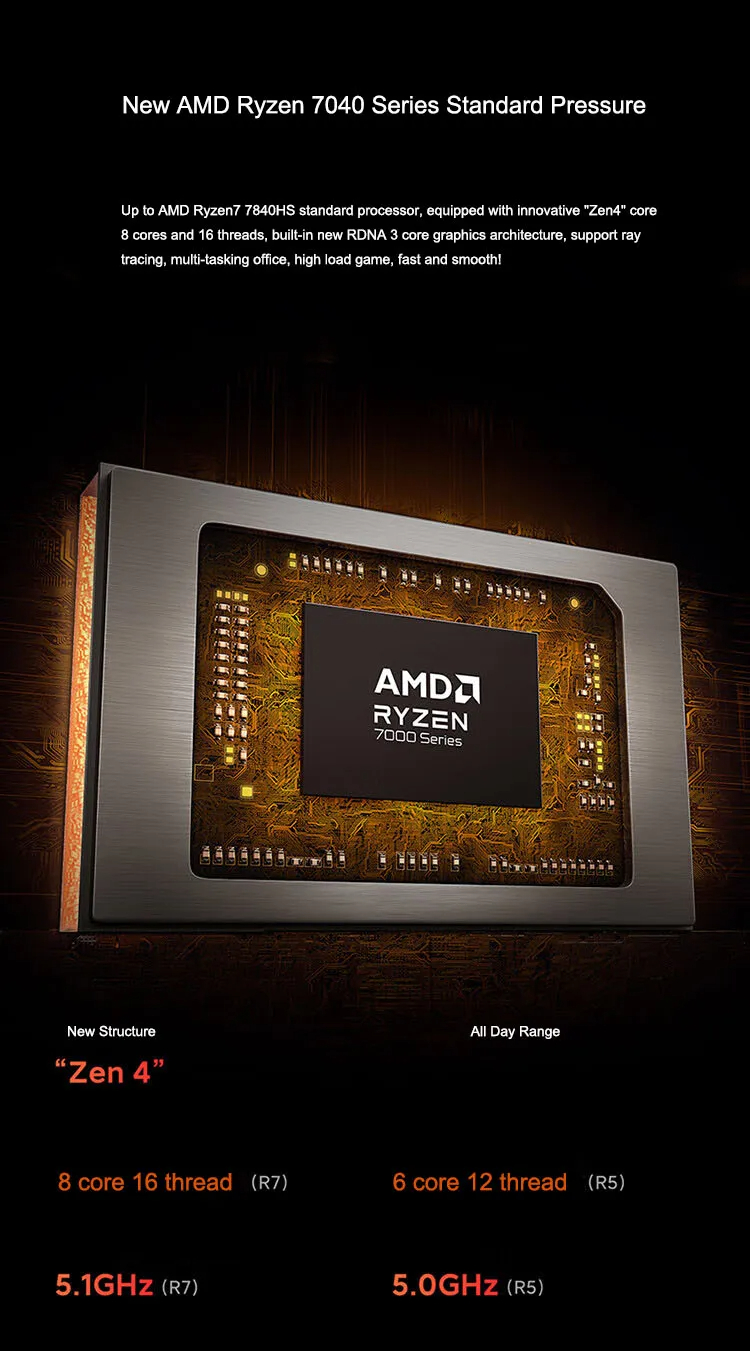 New AMD Ryzen 7040 Series Standard Pressure
Up to AMD Ryzen7 7840HS standard processor, equipped with innovative "Zen4" core
8 cores and 16 threads, built-in new RDNA 3 core graphics architecture, support ray
tracing, multi-tasking office, high load game, fast and smooth!
AMD
RYZEN
7000 Series
New Structure
All Day Range
“Zen 4”
8 core 16 thread (R7)
6 core 12 thread (R5)
5.1GHz (R7)
5.0GHz (R5)